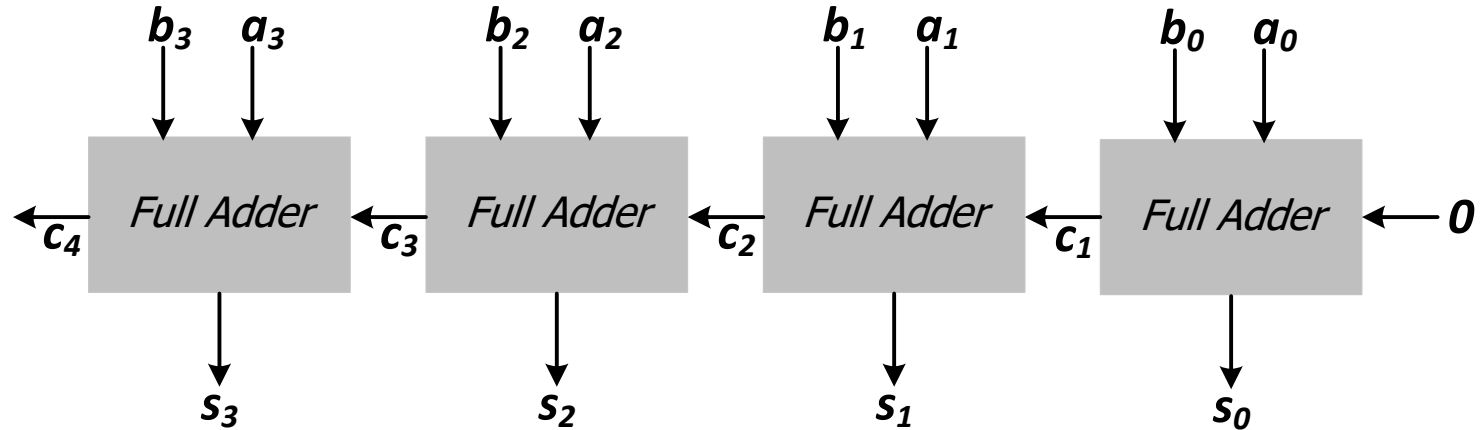 b3 a3 b2 a2 b1 a1 b0 a0
Full Adder Full Adder Full Adder Full Adder 0
c4 c3 c2 c1
s3 s2 s1 s0